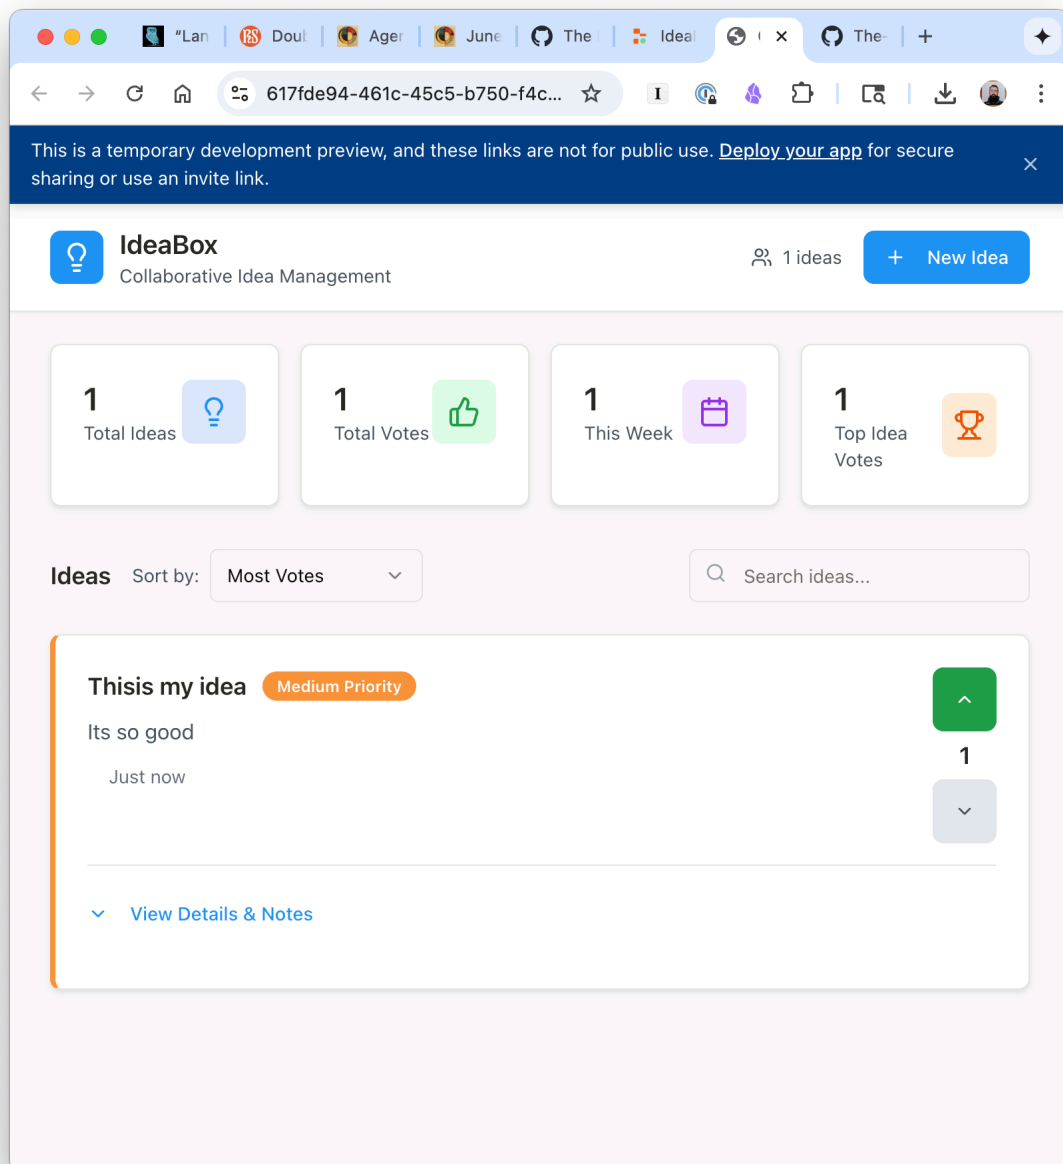 “Lan
Doul
Ager
June
The
Idea
The-
617fde94-461c-45c5-b750-f4c...
This is a temporary development preview, and these links are not for public use. Deploy your app for secure
sharing or use an invite link.
IdeaBox
Collaborative Idea Management
1 ideas
+ New Idea
1
Total Ideas
1
Total Votes
1
This Week
1
Top Idea
Votes
Ideas
Sort by:
Most Votes
Search ideas...
Thisis my idea
Medium Priority
Its so good
Just now
1
View Details & Notes